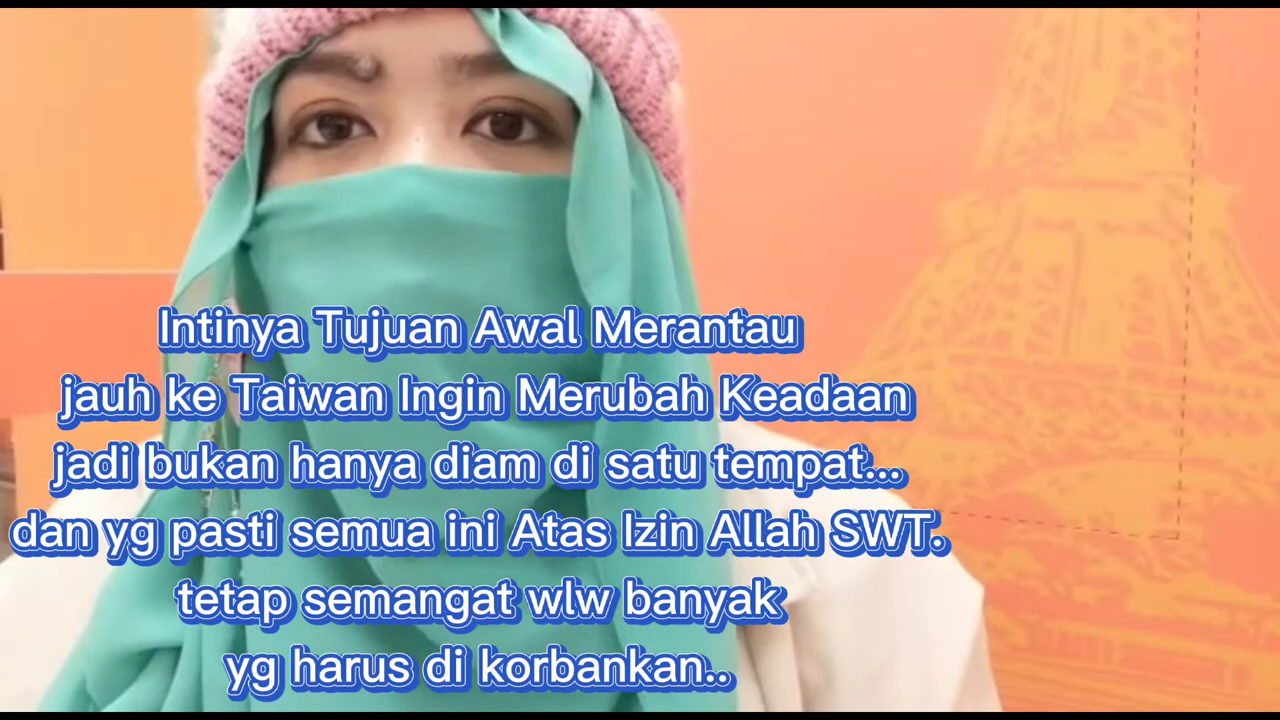 Intinya Tujuan Awal Merantau
jauh ke Taiwan Ingin Merubah Keadaan
jadi bukan hanya diam di satu tempat...
dan yg pasti semua ini Atas Izin Allah SWT.
tetap semangat wlw banyak
yg harus di korbankan..